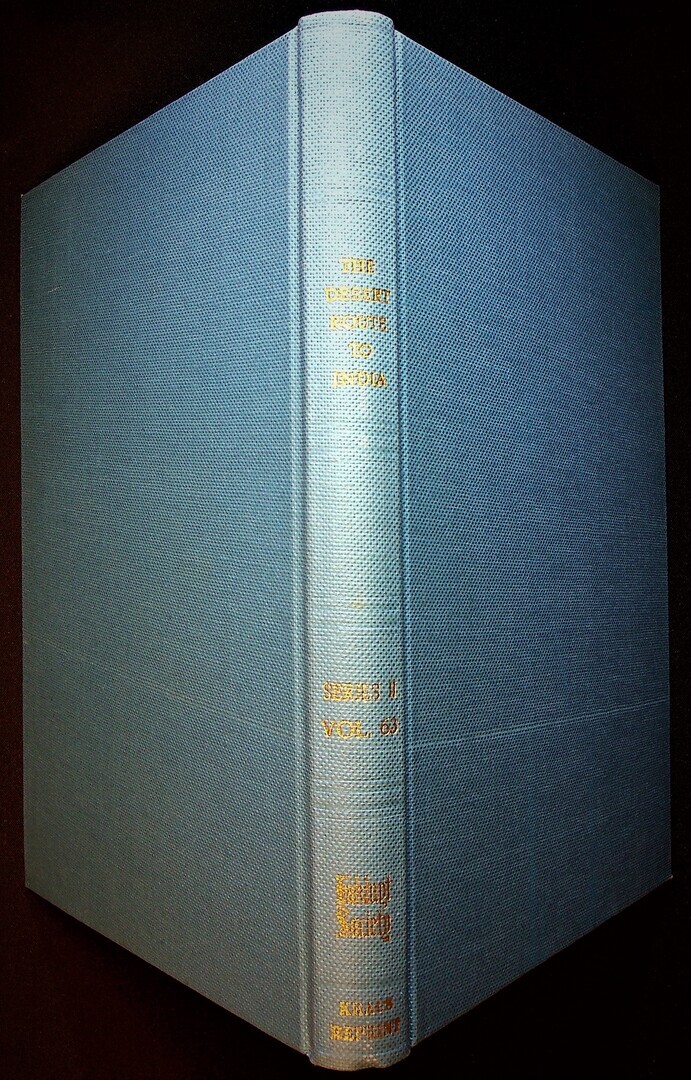 THE
DESERT
ROUTE
TO
INDIA
SERIES II
VOL. 63
Hakluyt
Society
KRAUS
REPRINT